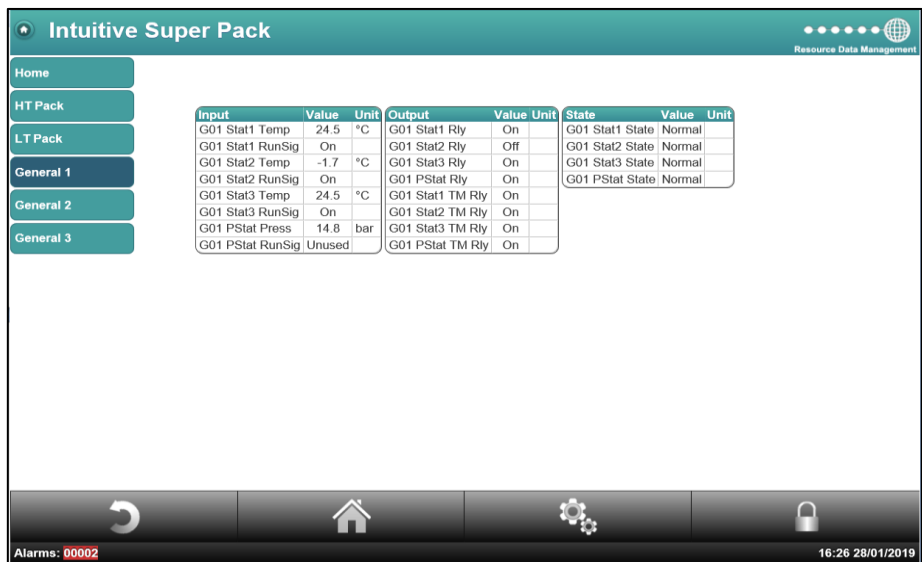 Intuitive Super Pack
Resource Data Management
Home
HT Pack
LT Pack
General 1
General 2
General 3
Input Value Unit Output Value Unit State Value Unit
G01 Stat1 Temp 24.5 °C G01 Stat1 Rly On G01 Stat1 State Normal
G01 Stat1 RunSig On G01 Stat2 Rly Off G01 Stat2 State Normal
G01 Stat2 Temp -1.7 °C G01 Stat3 Rly On G01 Stat3 State Normal
G01 Stat2 RunSig On G01 PStat Rly On G01 PStat State Normal
G01 Stat3 Temp 24.5 °C G01 Stat1 TM Rly On
G01 Stat3 RunSig On G01 Stat2 TM Rly On
G01 PStat Press 14.8 bar G01 Stat3 TM Rly On
G01 PStat RunSig Unused G01 PStat TM Rly On
Alarms: 00002 16:26 28/01/2019